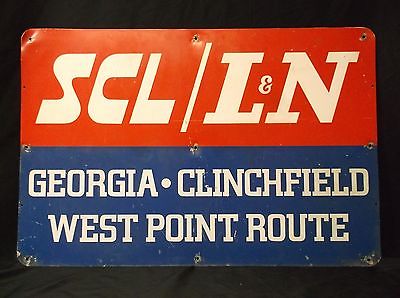 SCL/L&N
GEORGIA • CLINCHFIELD
WEST POINT ROUTE